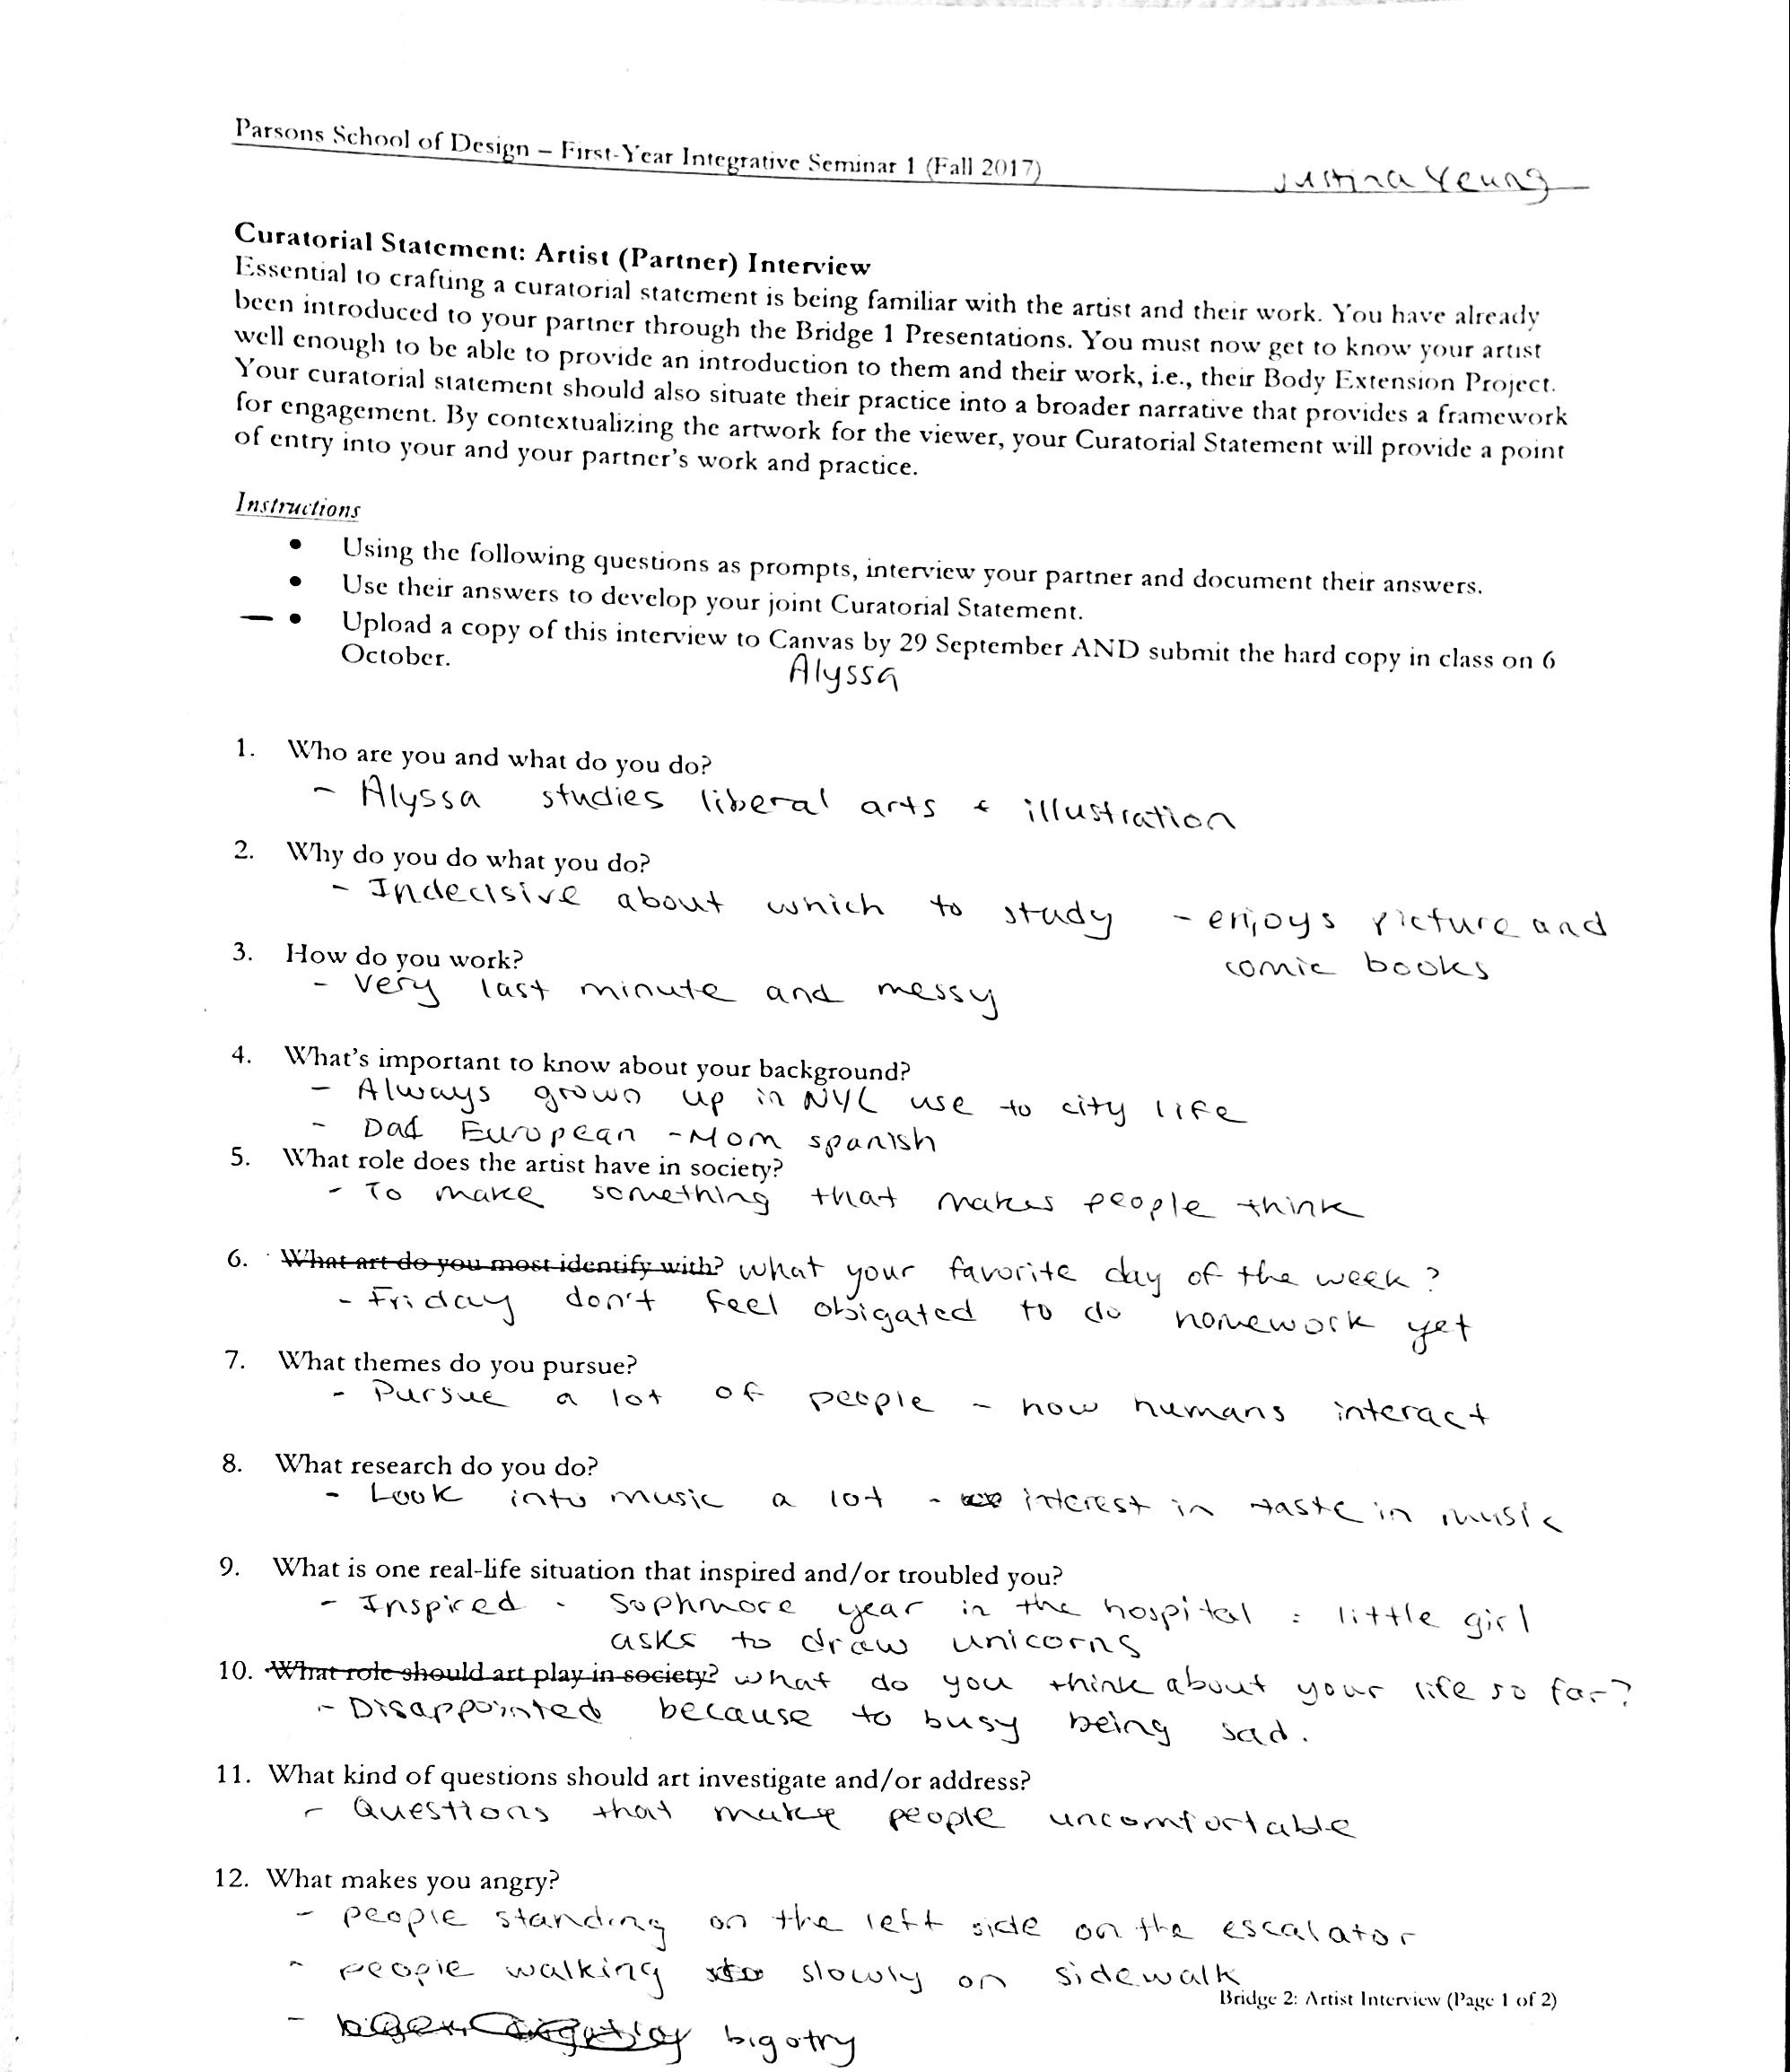 Parsons School of Design – First-Year Integrative Seminar 1 (Fall 2017) Justina Yeung
Curatorial Statement: Artist (Partner) Interview
Essential to crafting a curatorial statement is being familiar with the artist and their work. You have already
been introduced to your partner through the Bridge 1 Presentations. You must now get to know your artist
well enough to be able to provide an introduction to them and their work, i.e., their Body Extension Project.
Your curatorial statement should also situate their practice into a broader narrative that provides a framework
for engagement. By contextualizing the artwork for the viewer, your Curatorial Statement will provide a point
of entry into your and your partner's work and practice.
Instructions
• Using the following questions as prompts, interview your partner and document their answers.
• Use their answers to develop your joint Curatorial Statement.
– • Upload a copy of this interview to Canvas by 29 September AND submit the hard copy in class on 6
October.
Alyssa
1. Who are you and what do you do?
- Alyssa studies liberal arts + illustration
2. Why do you do what you do?
- Indecisive about which to study - enjoys picture and
comic books
3. How do you work?
- Very last minute and messy
4. What's important to know about your background?
- Always grown up in NYC use to city life
- Dad European - Mom spanish
5. What role does the artist have in society?
- To make something that makes people think
6. What art do you most identify with? what your favorite day of the week?
- Friday don't feel obigated to do homework yet
7. What themes do you pursue?
- Pursue a lot of people - how humans interact
8. What research do you do?
- Look into music a lot - interest in taste in music
9. What is one real-life situation that inspired and/or troubled you?
- Inspired - Sophmore year in the hospital : little girl
asks to draw unicorns
10. What role should art play in society? what do you think about your life so far?
- Disappointed because to busy being sad.
11. What kind of questions should art investigate and/or address?
- Questions that make people uncomfortable
12. What makes you angry?
- people standing on the left side on the escalator
- people walking slowly on sidewalk
Bridge 2: Artist Interview (Page 1 of 2)
- bigotry